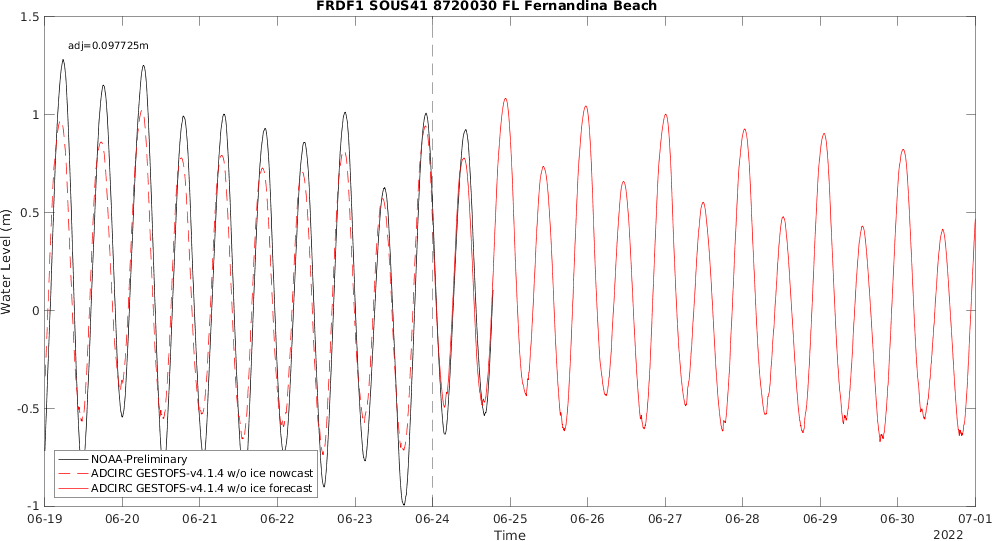 FRDF1 SOUS41 8720030 FL Fernandina Beach
adj=0.097725m
Water Level (m)
1.5
1
0.5
0
-0.5
-1
NOAA-Preliminary
ADCIRC GESTOFS-v4.1.4 w/o ice nowcast
ADCIRC GESTOFS-v4.1.4 w/o ice forecast
06-19 06-20 06-21 06-22 06-23 06-24 06-25 06-26 06-27 06-28 06-29 06-30 07-01
Time
2022